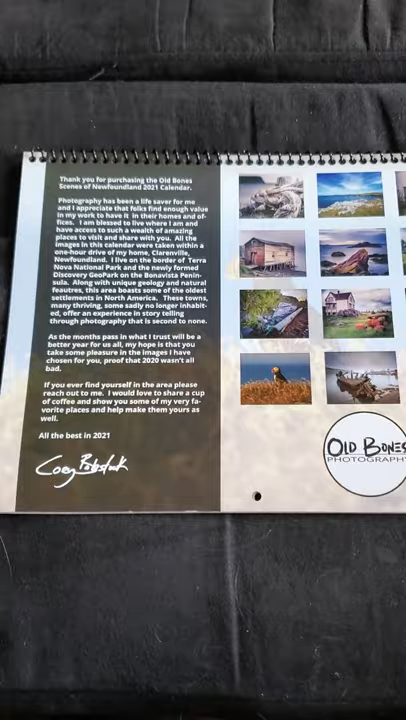 Thank you for purchasing the Old Bones
Scenes of Newfoundland 2021 Calendar.
Photography has been a life saver for me
and I appreciate that folks find enough value
in my work to have it in their homes and of-
fices. I am blessed to live where I am and
have access to such a wealth of amazing
places to visit and share with you. All the
images in this calendar were taken within a
one-hour drive of my home, Clarenville,
Newfoundland. I live on the border of Terra
Nova National Park and the newly formed
Discovery GeoPark on the Bonavista Penin-
sula. Along with unique geology and natural
feautres, this area boasts some of the oldest
settlements in North America. These towns,
many thriving, some sadly no longer inhabit-
ed, offer an experience in story telling
through photography that is second to none.
As the months pass in what I trust will be a
better year for us all, my hope is that you
take some pleasure in the images I have
chosen for you, proof that 2020 wasn't all
bad.
If you ever find yourself in the area please
reach out to me. I would love to share a cup
of coffee and show you some of my very fa-
vorite places and help make them yours as
well.
All the best in 2021
OLD BONES
PHOTOGRAPHY